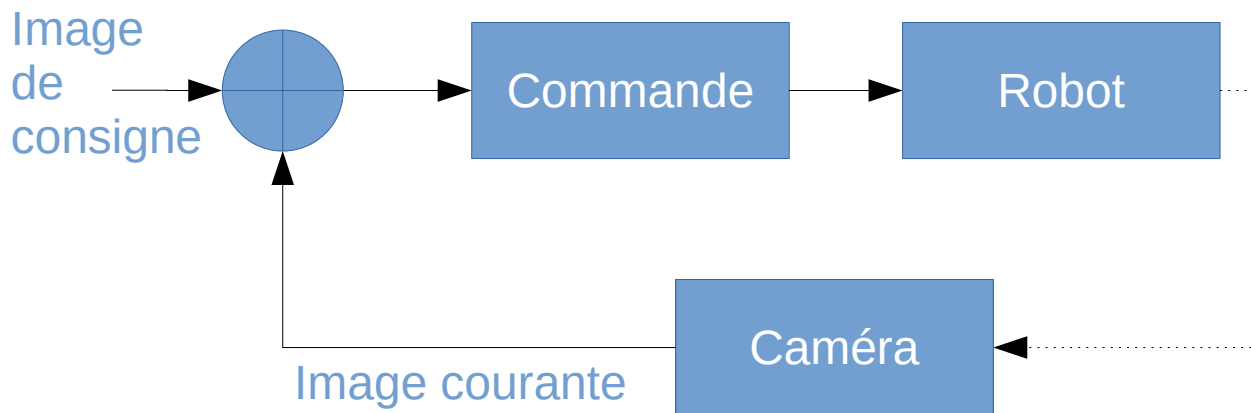 Image
de
consigne
Commande
Robot
Caméra
Image courante